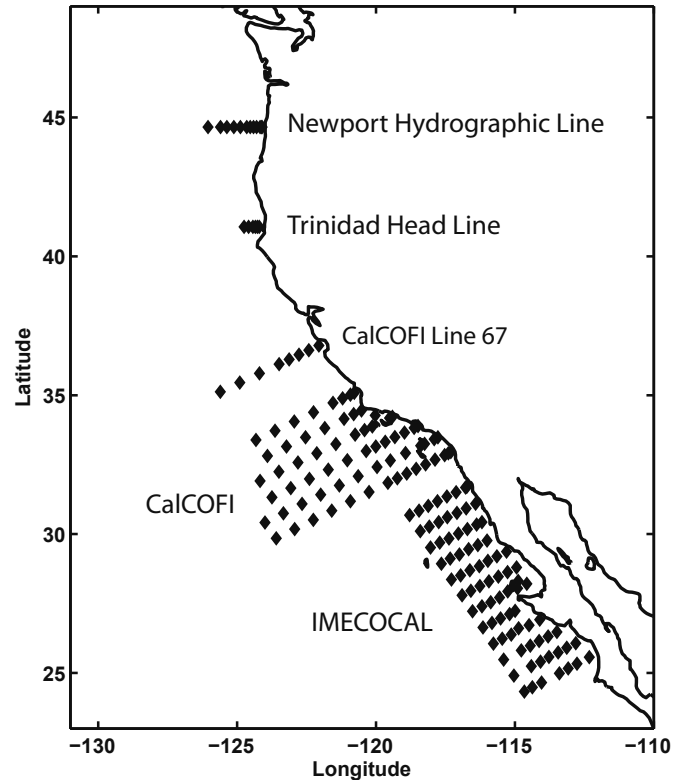 45
Newport Hydrographic Line
40
Trinidad Head Line
CalCOFI Line 67
Latitude
35
CalCOFI
30
IMECOCAL
25
−130
−125
−120
−115
−110
Longitude